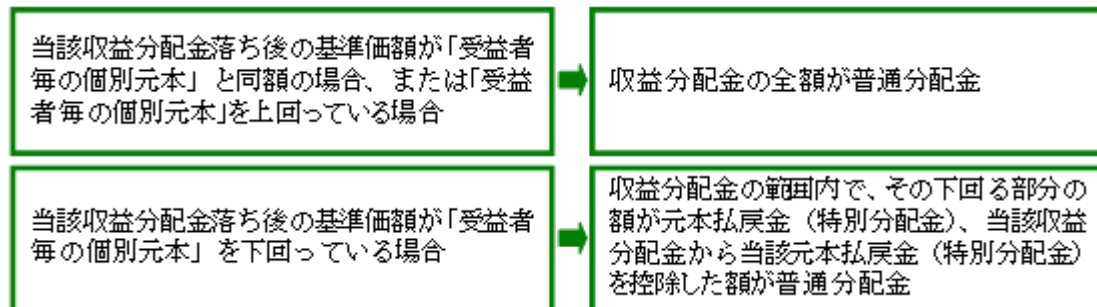 当該収益分配金落ち後の基準価額が「受益者
毎の個別元本」と同額の場合、または「受益
者毎の個別元本」を上回っている場合
収益分配金の全額が普通分配金
当該収益分配金落ち後の基準価額が「受益者
毎の個別元本」を下回っている場合
収益分配金の範囲内で、その下回る部分の
額が元本払戻金（特別分配金）、当該収益
分配金から当該元本払戻金（特別分配金）
を控除した額が普通分配金